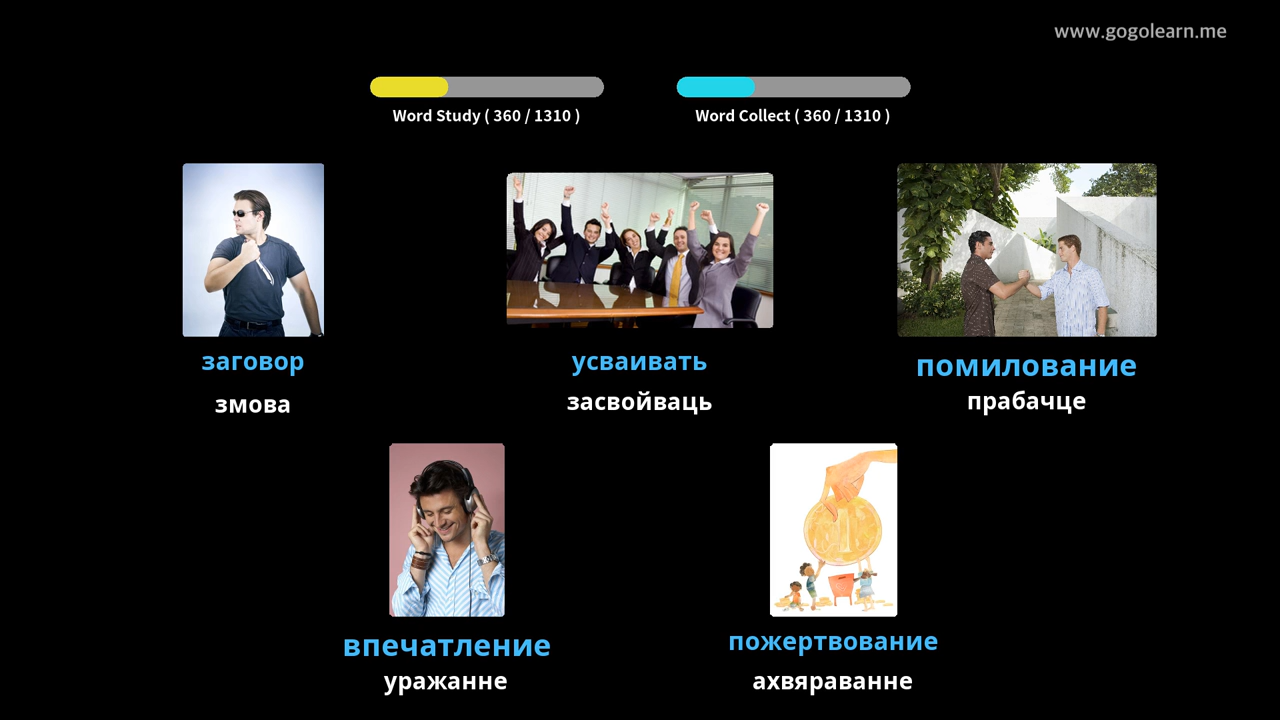 www.gogolearn.me
Word Study ( 360 / 1310 )
Word Collect ( 360 / 1310 )
заговор
усваивать
помилование
змова
засвойваць
прабачце
впечатление
пожертвование
уражанне
ахвяраванне